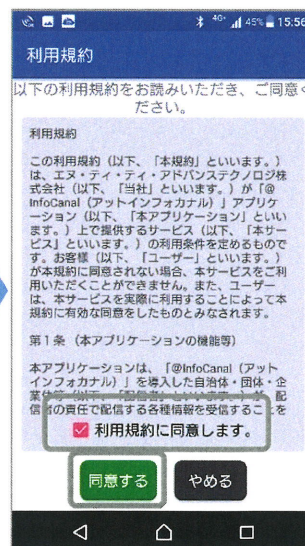 4G 45% 15:56
利用規約
以下の利用規約をお読みいただき、ご同意く
ださい。
利用規約
この利用規約（以下、「本規約」といいます。）
は、エヌ・ティ・ティ・アドバンステクノロジ株
式会社（以下、「当社」といいます。）が「@
InfoCanal（アットインフォカナル）」アプリケ
ーション（以下、「本アプリケーション」といい
ます。）上で提供するサービス（以下、「本サー
ビス」といいます。）の利用条件を定めるもので
す。お客様（以下、「ユーザー」といいます。）
が本規約に同意されない場合、本サービスをご利
用いただくことができません。また、ユーザー
は、本サービスを実際に利用することによって本
規約に有効な同意をしたものとみなされます。
第１条（本アプリケーションの機能等）
本アプリケーションは、「@InfoCanal（アット
インフォカナル）」を導入した自治体・団体・企
信者の責任で配信する各種情報を受信することを
利用規約に同意します。
同意する やめる